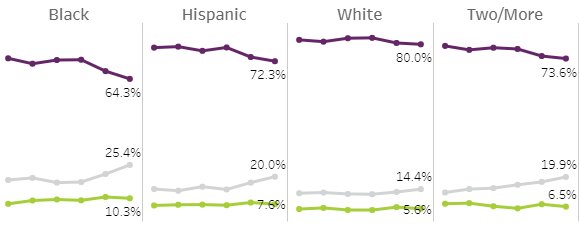 Black Hispanic White Two/More
64.3% 72.3% 80.0% 73.6%
25.4% 20.0% 14.4% 19.9%
10.3% 7.6% 5.6% 6.5%